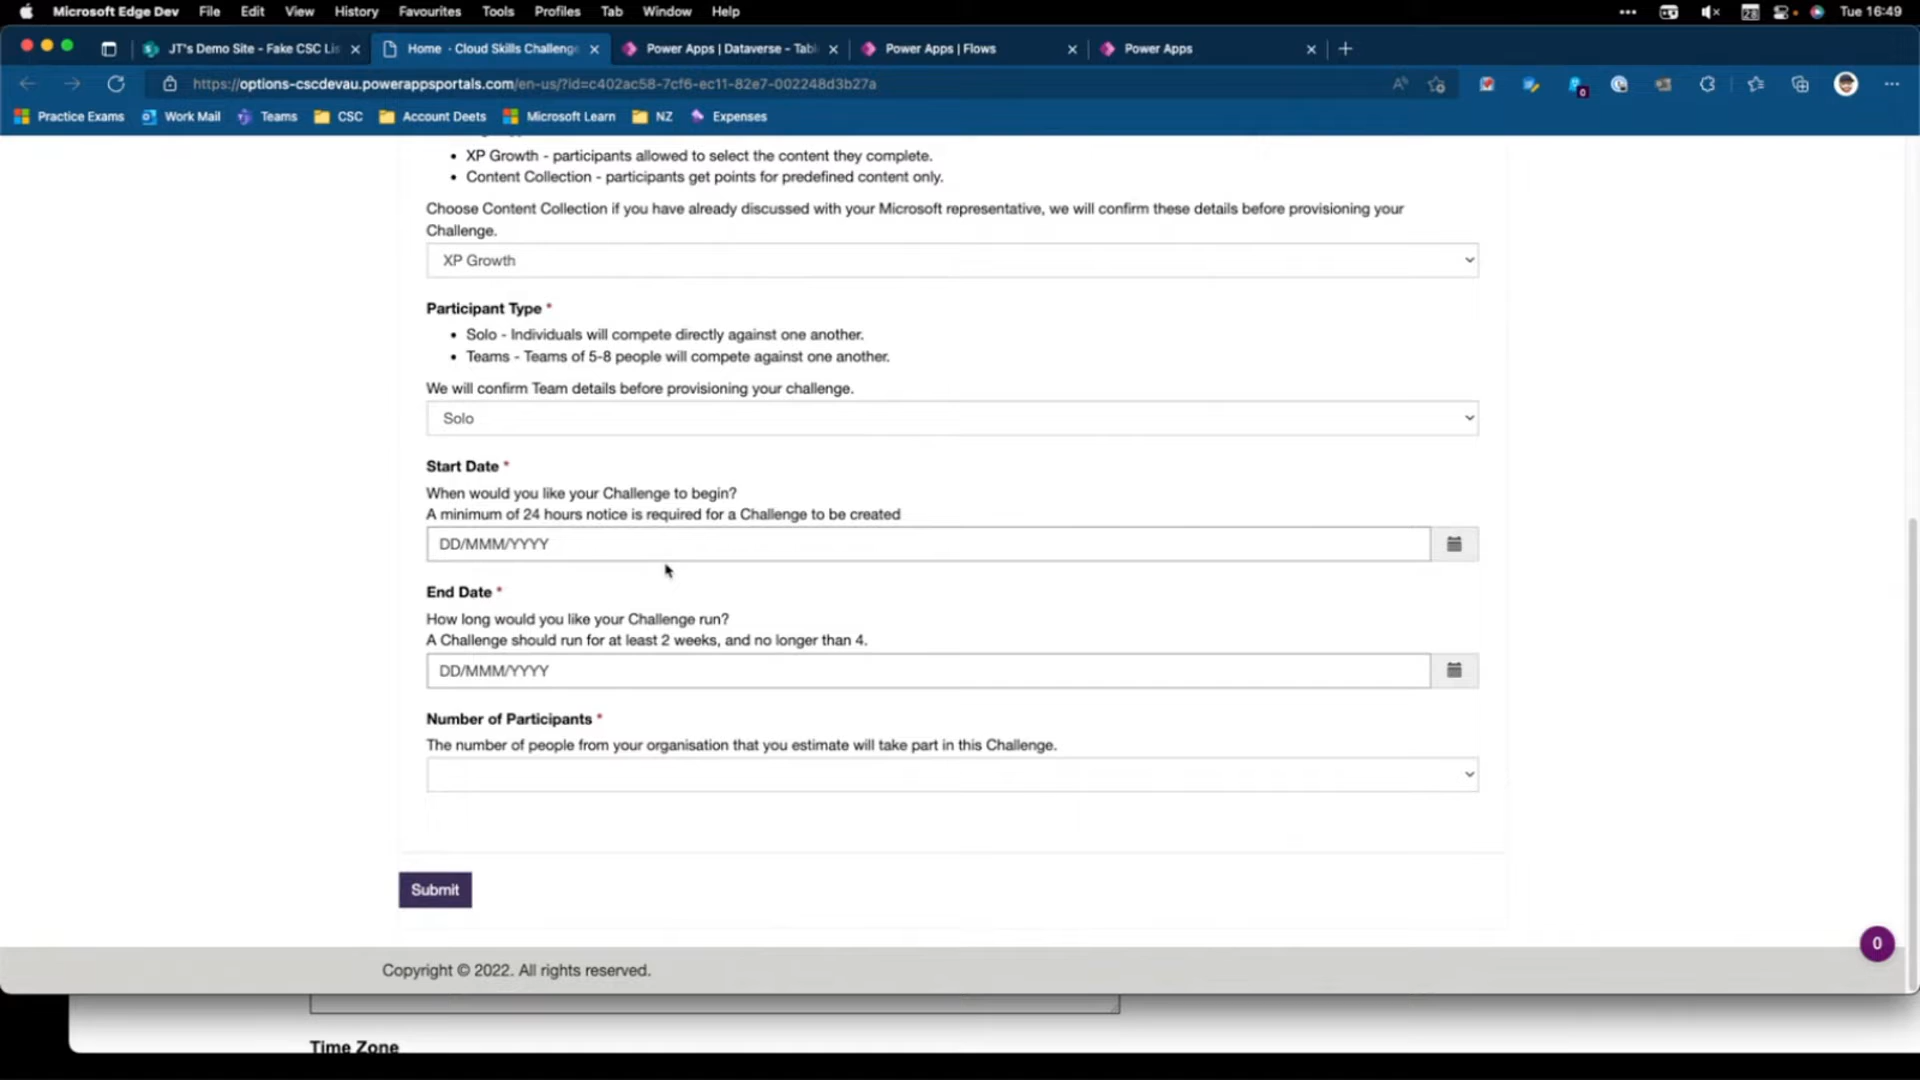 Microsoft Edge Dev File Edit View History Favourites Tools Profiles Tab Window Help Tue 16:49
JT's Demo Site - Fake CSC Lis Home · Cloud Skills Challenge Power Apps | Dataverse - Tabl Power Apps | Flows Power Apps
https://options-cscdevau.powerappsportals.com/en-us/?id=c402ac58-7cf6-ec11-82e7-002248d3b27a
Practice Exams Work Mail Teams CSC Account Deets Microsoft Learn NZ Expenses
• XP Growth - participants allowed to select the content they complete.
• Content Collection - participants get points for predefined content only.
Choose Content Collection if you have already discussed with your Microsoft representative, we will confirm these details before provisioning your
Challenge.
XP Growth
Participant Type *
• Solo - Individuals will compete directly against one another.
• Teams - Teams of 5-8 people will compete against one another.
We will confirm Team details before provisioning your challenge.
Solo
Start Date *
When would you like your Challenge to begin?
A minimum of 24 hours notice is required for a Challenge to be created
DD/MMM/YYYY
End Date *
How long would you like your Challenge run?
A Challenge should run for at least 2 weeks, and no longer than 4.
DD/MMM/YYYY
Number of Participants *
The number of people from your organisation that you estimate will take part in this Challenge.
Submit
0
Copyright © 2022. All rights reserved.
Time Zone